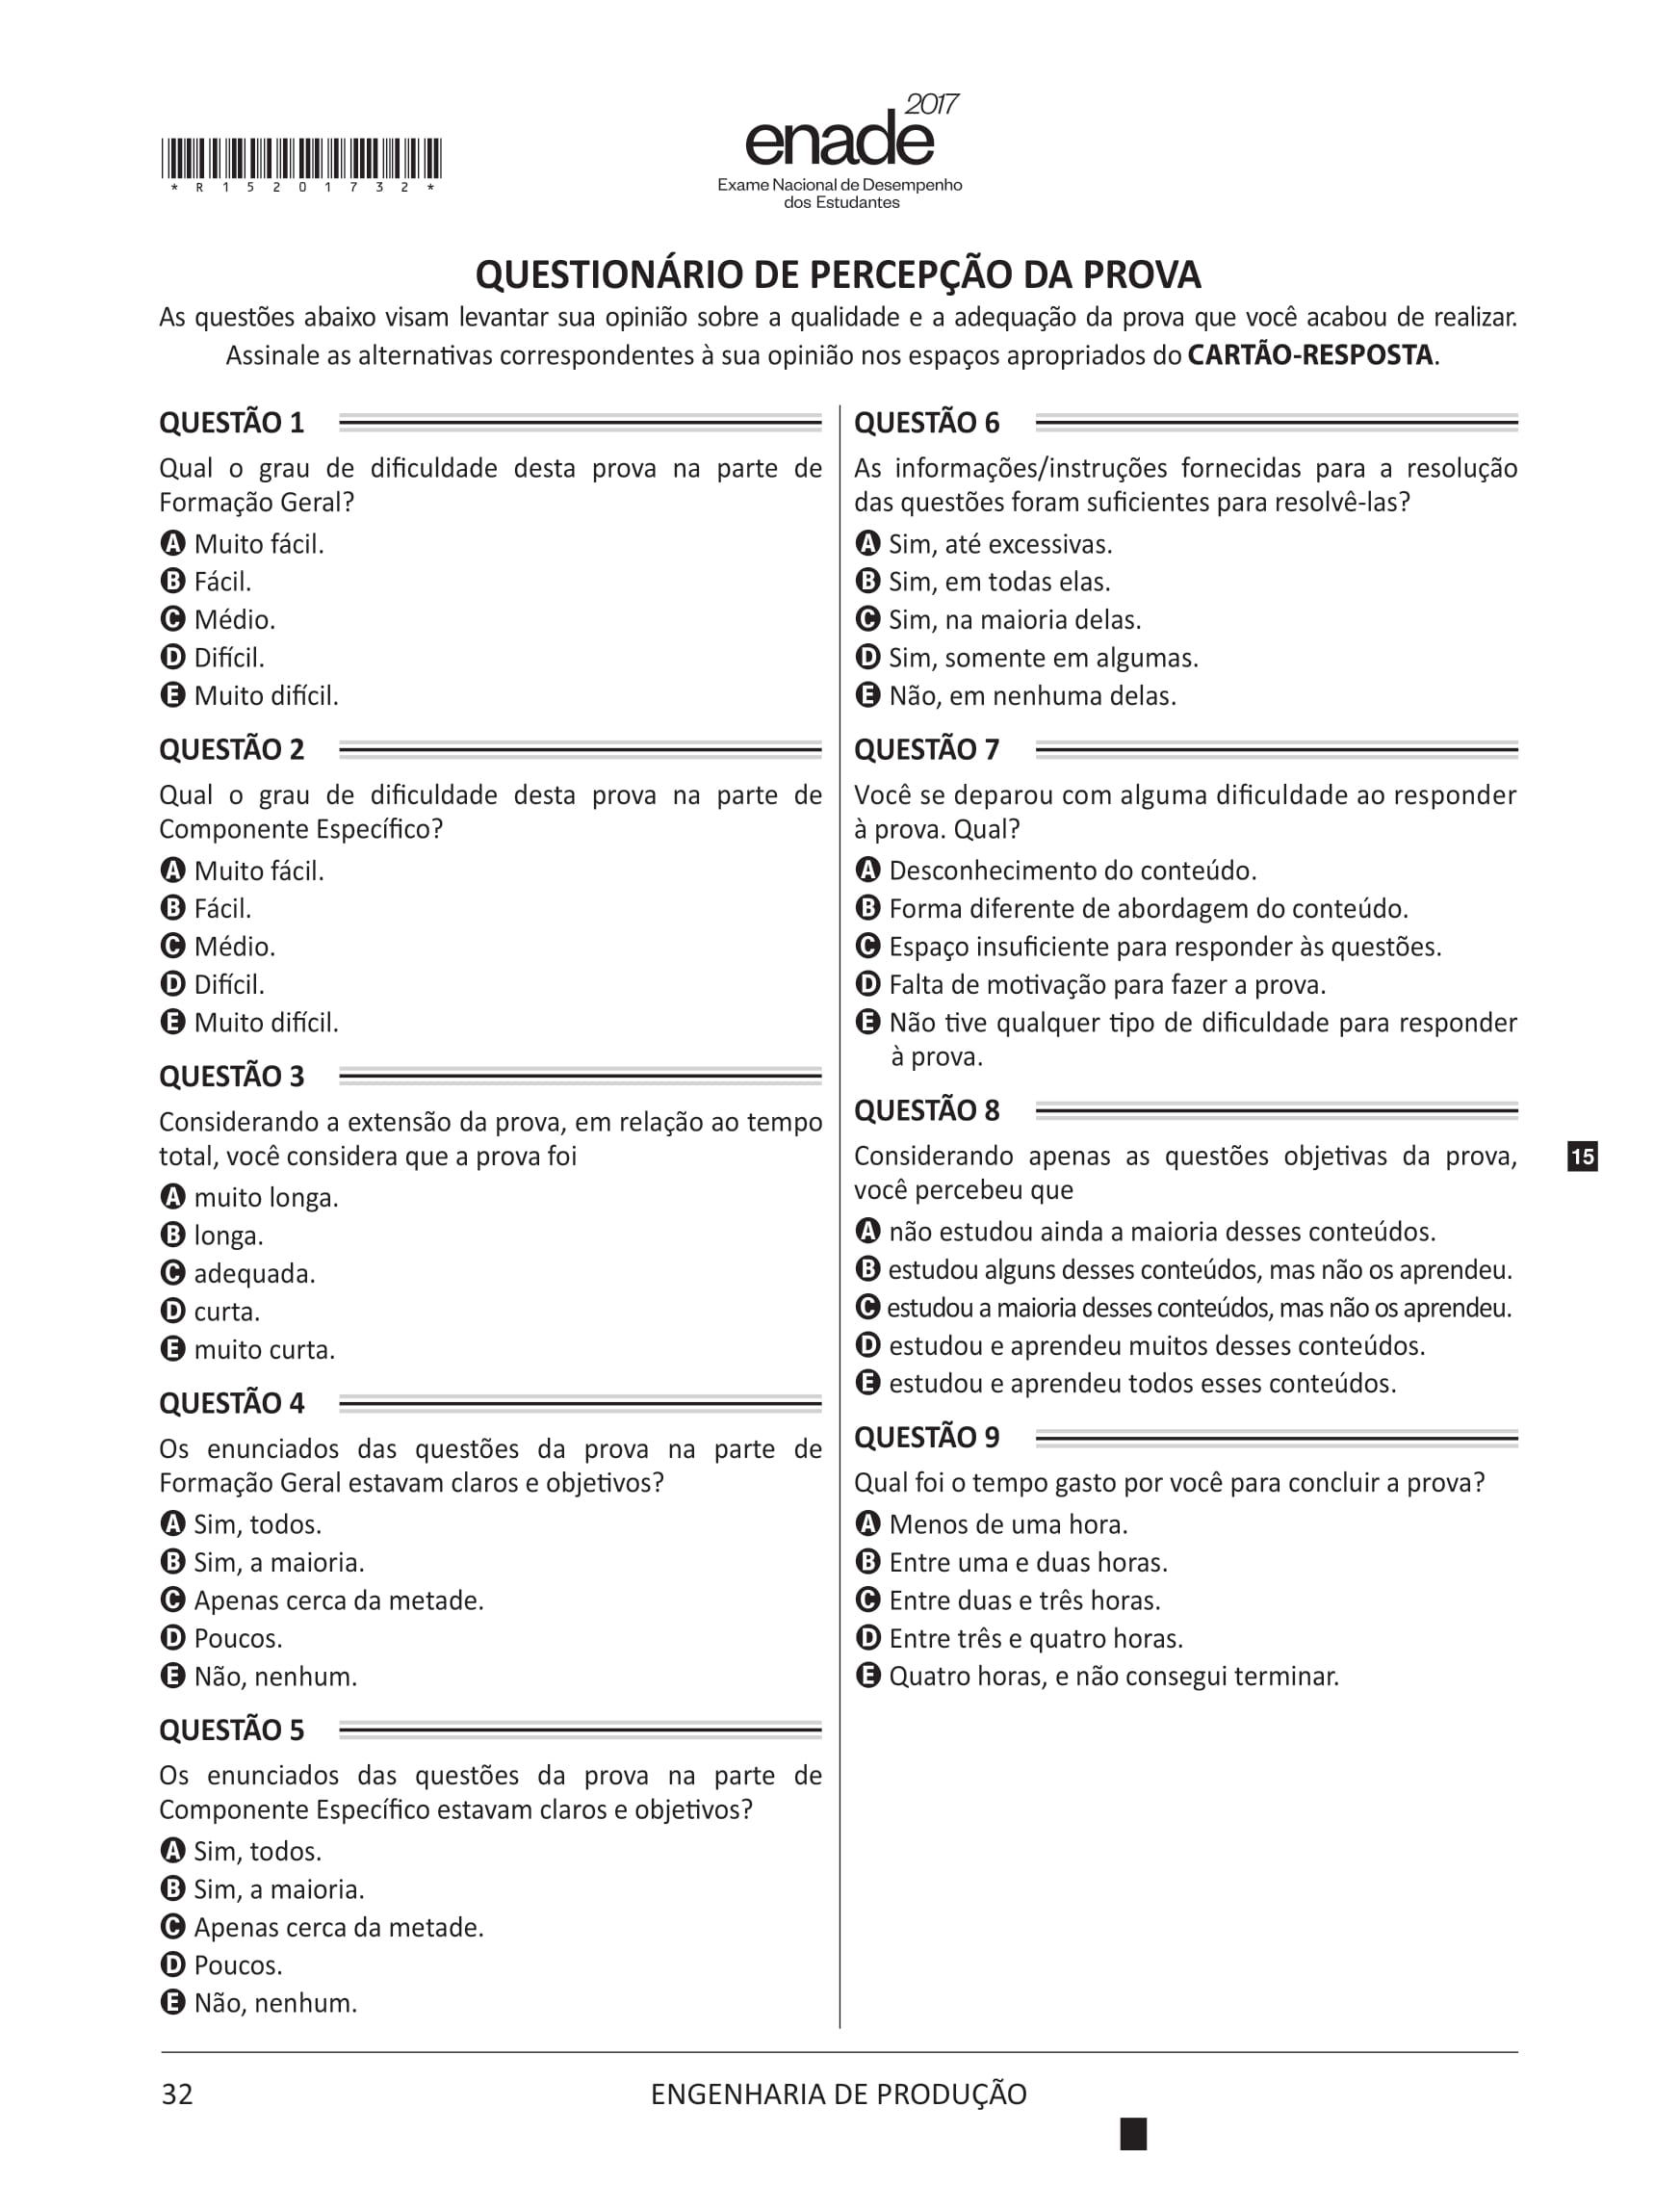 *R15201732*
2017
enade
Exame Nacional de Desempenho
dos Estudantes
QUESTIONÁRIO DE PERCEPÇÃO DA PROVA
As questões abaixo visam levantar sua opinião sobre a qualidade e a adequação da prova que você acabou de realizar.
Assinale as alternativas correspondentes à sua opinião nos espaços apropriados do CARTÃO-RESPOSTA.
QUESTÃO 1
Qual o grau de dificuldade desta prova na parte de
Formação Geral?
A Muito fácil.
B Fácil.
C Médio.
D Difícil.
E Muito difícil.
QUESTÃO 2
Qual o grau de dificuldade desta prova na parte de
Componente Específico?
A Muito fácil.
B Fácil.
C Médio.
D Difícil.
E Muito difícil.
QUESTÃO 3
Considerando a extensão da prova, em relação ao tempo
total, você considera que a prova foi
A muito longa.
B longa.
C adequada.
D curta.
E muito curta.
QUESTÃO 4
Os enunciados das questões da prova na parte de
Formação Geral estavam claros e objetivos?
A Sim, todos.
B Sim, a maioria.
C Apenas cerca da metade.
D Poucos.
E Não, nenhum.
QUESTÃO 5
Os enunciados das questões da prova na parte de
Componente Específico estavam claros e objetivos?
A Sim, todos.
B Sim, a maioria.
C Apenas cerca da metade.
D Poucos.
E Não, nenhum.
QUESTÃO 6
As informações/instruções fornecidas para a resolução
das questões foram suficientes para resolvê-las?
A Sim, até excessivas.
B Sim, em todas elas.
C Sim, na maioria delas.
D Sim, somente em algumas.
E Não, em nenhuma delas.
QUESTÃO 7
Você se deparou com alguma dificuldade ao responder
à prova. Qual?
A Desconhecimento do conteúdo.
B Forma diferente de abordagem do conteúdo.
C Espaço insuficiente para responder às questões.
D Falta de motivação para fazer a prova.
E Não tive qualquer tipo de dificuldade para responder
à prova.
QUESTÃO 8
Considerando apenas as questões objetivas da prova,
você percebeu que
A não estudou ainda a maioria desses conteúdos.
B estudou alguns desses conteúdos, mas não os aprendeu.
C estudou a maioria desses conteúdos, mas não os aprendeu.
D estudou e aprendeu muitos desses conteúdos.
E estudou e aprendeu todos esses conteúdos.
QUESTÃO 9
Qual foi o tempo gasto por você para concluir a prova?
A Menos de uma hora.
B Entre uma e duas horas.
C Entre duas e três horas.
D Entre três e quatro horas.
E Quatro horas, e não consegui terminar.
15
32
ENGENHARIA DE PRODUÇÃO